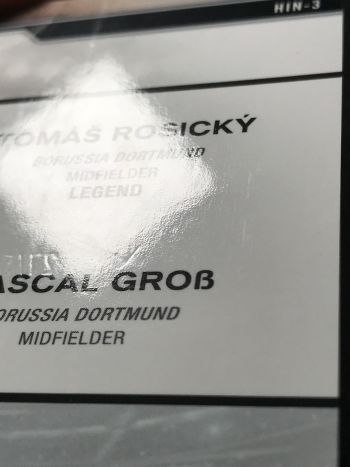 HIN-3
TOMÁŠ ROSICKÝ
BORUSSIA DORTMUND
MIDFIELDER
LEGEND
ASCAL GROß
ORUSSIA DORTMUND
MIDFIELDER